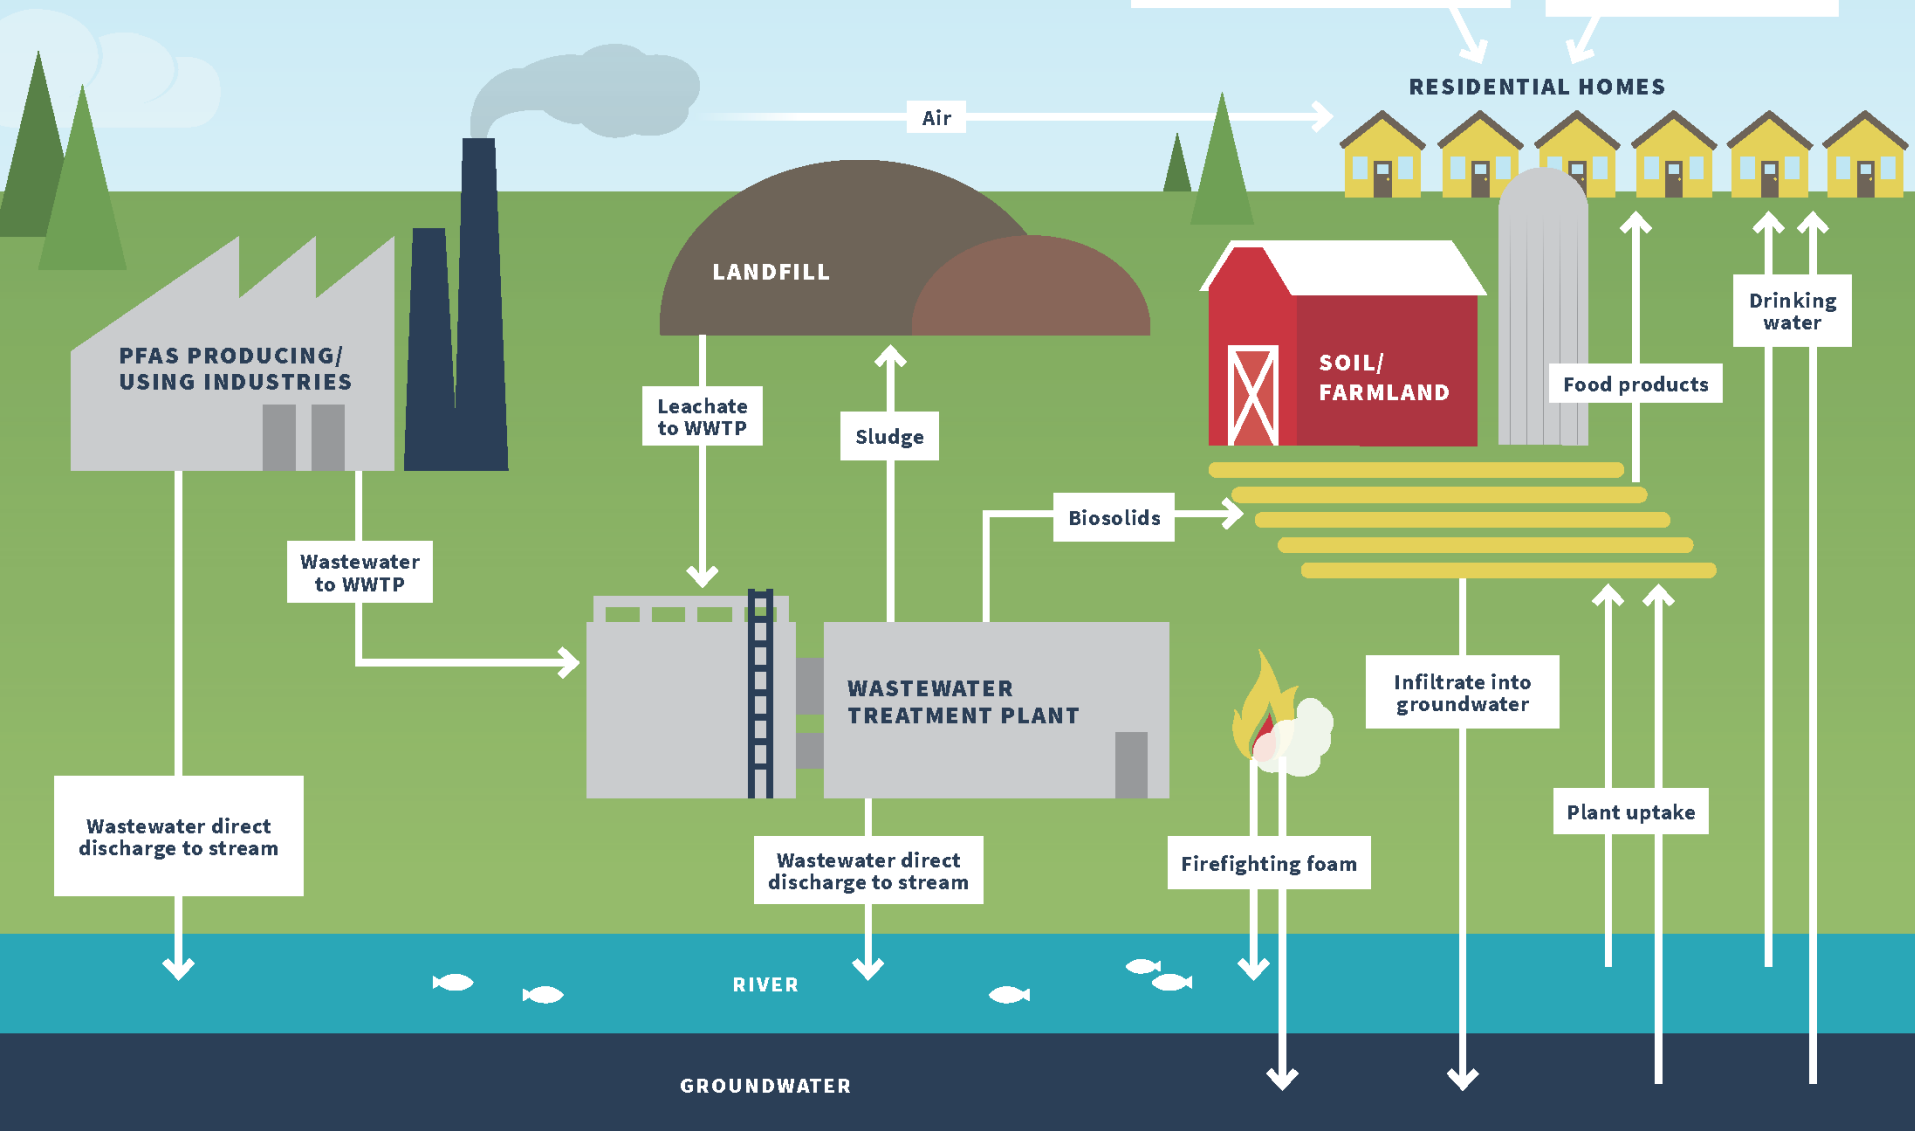 RESIDENTIAL HOMES
Air
LANDFILL
PFAS PRODUCING/
USING INDUSTRIES
Leachate
to WWTP
Sludge
SOIL/
FARMLAND
Food products
Drinking
water
Biosolids
Wastewater
to WWTP
WASTEWATER
TREATMENT PLANT
Infiltrate into
groundwater
Plant uptake
Wastewater direct
discharge to stream
Wastewater direct
discharge to stream
Firefighting foam
RIVER
GROUNDWATER